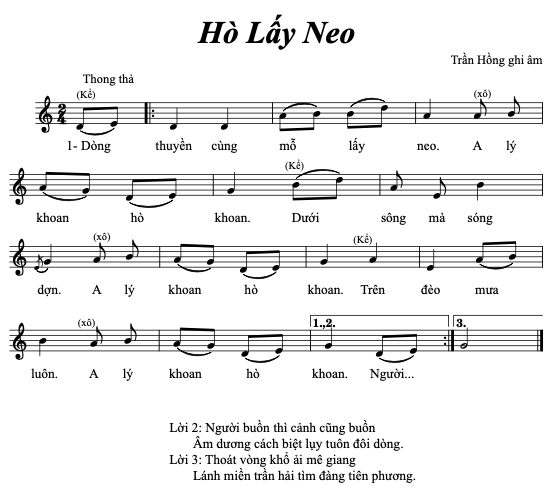 Hò Lấy Neo
Trần Hồng ghi âm
Thong thả
(Kể)
2
4
1- Dòng thuyền cùng mỗ lấy neo. A lý
(xô)
(Kể)
khoan hò khoan. Dưới sông mà sóng
(xô) (Kể)
dợn. A lý khoan hò khoan. Trên đèo mưa
(xô) 1.,2. 3.
luôn. A lý khoan hò khoan. Người...
Lời 2: Người buồn thì cảnh cũng buồn
Âm dương cách biệt lụy tuôn đôi dòng.
Lời 3: Thoát vòng khổ ải mê giang
Lánh miền trần hải tìm đàng tiên phương.